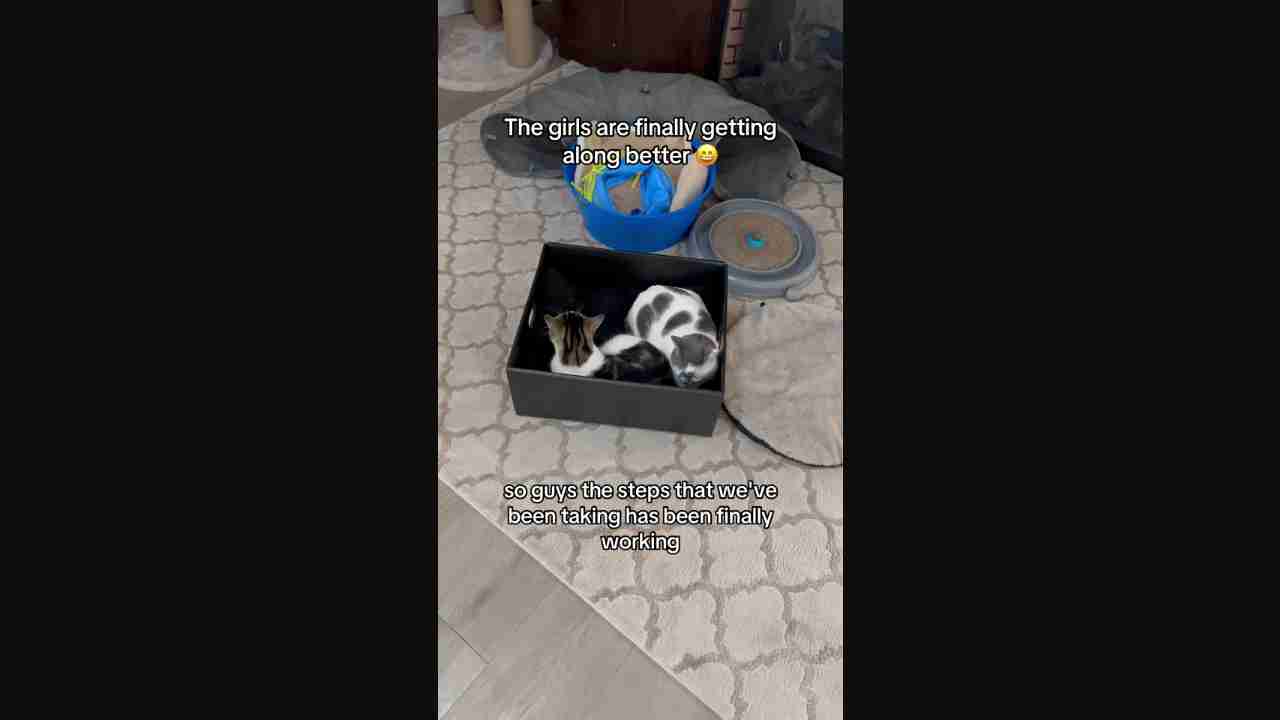 The girls are finally getting
along better 😁
so guys the steps that we've
been taking has been finally
working